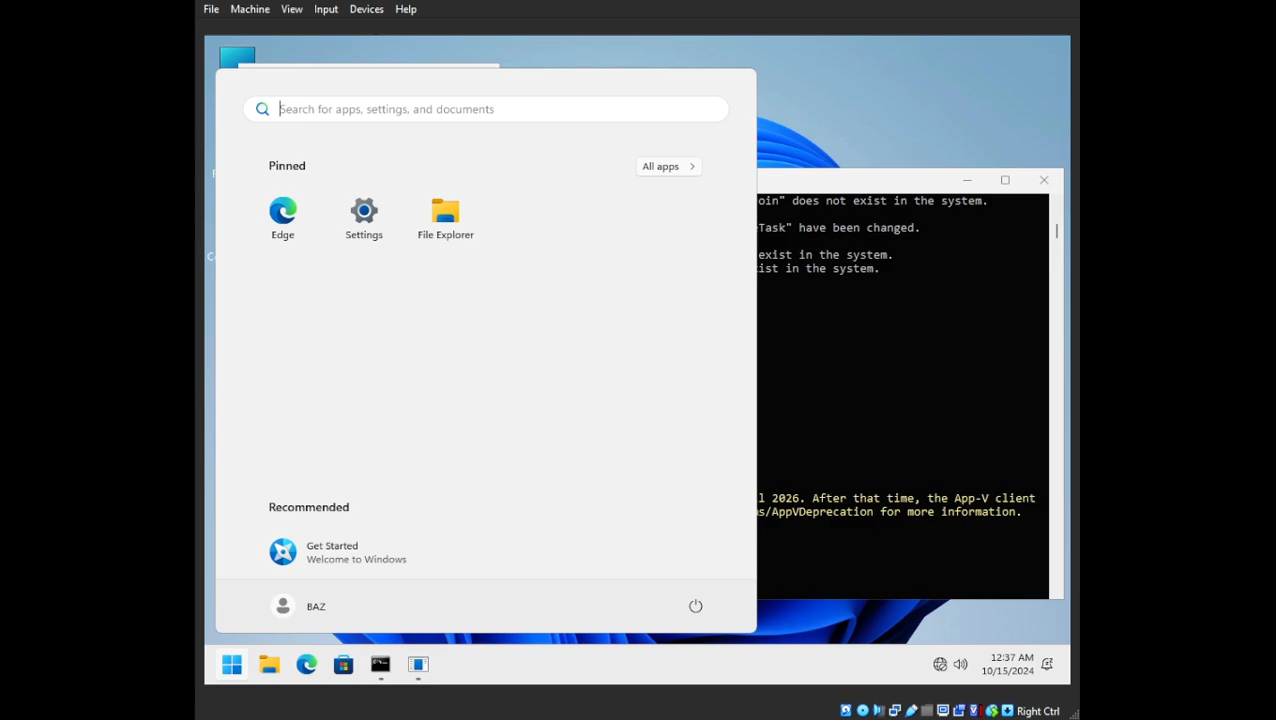 File Machine View Input Devices Help
Search for apps, settings, and documents
Pinned
All apps
Edge
Settings
File Explorer
oin" does not exist in the system.
Task" have been changed.
exist in the system.
ist in the system.
l 2026. After that time, the App-V client
s/AppVDeprecation for more information.
Recommended
Get Started
Welcome to Windows
BAZ
12:37 AM
10/15/2024
Right Ctrl